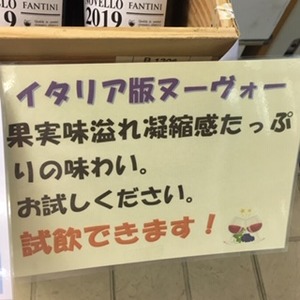 NOVELLO FANTINI
2019 FANTINI
2019
イタリア版ヌーヴォー
果実味溢れ凝縮感たっぷ
りの味わい。
お試しください。
試飲できます！